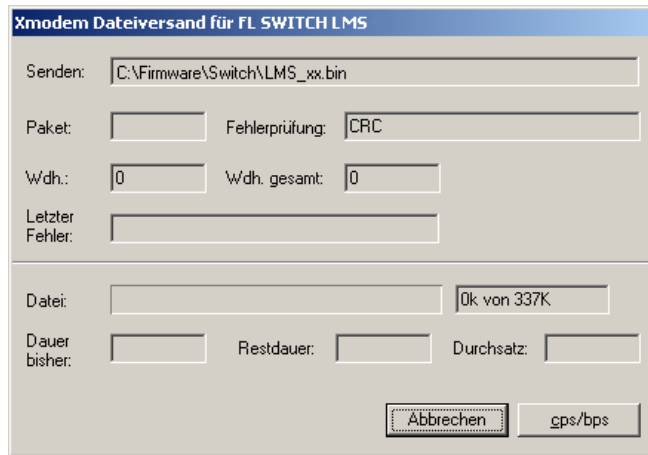 Xmodem Dateiversand für FL SWITCH LMS
Senden: C:\Firmware\Switch\LMS_xx.bin
Paket: Fehlerprüfung: CRC
Wdh.: 0 Wdh. gesamt: 0
Letzter
Fehler:
Datei: 0k von 337K
Dauer
bisher: Restdauer: Durchsatz:
Abbrechen cps/bps